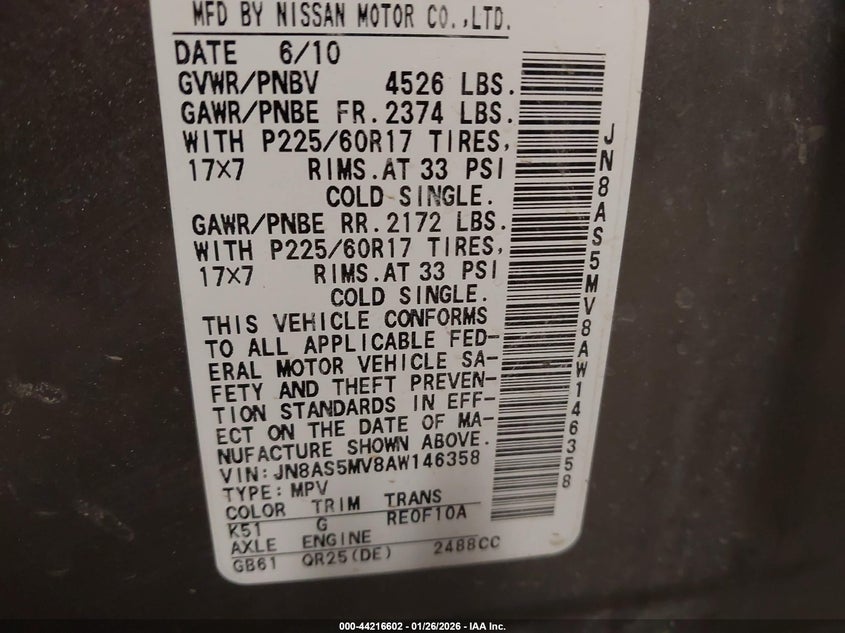 MFD BY NISSAN MOTOR CO.,LTD.
DATE 6/10
GVWR/PNBV 4526 LBS.
GAWR/PNBE FR. 2374 LBS.
WITH P225/60R17 TIRES,
17X7 RIMS. AT 33 PSI
COLD SINGLE.
GAWR/PNBE RR. 2172 LBS.
WITH P225/60R17 TIRES,
17X7 RIMS. AT 33 PSI
COLD SINGLE.
THIS VEHICLE CONFORMS
TO ALL APPLICABLE FED-
ERAL MOTOR VEHICLE SA-
FETY AND THEFT PREVEN-
TION STANDARDS IN EFF-
ECT ON THE DATE OF MA-
NUFACTURE SHOWN ABOVE.
VIN: JN8AS5MV8AW146358
TYPE: MPV
COLOR TRIM TRANS
K51 G RE0F10A
AXLE ENGINE
GB61 QR25(DE) 2488CC
JN8AS5MV8AW146358
000-44216602 - 01/26/2026 - IAA Inc.